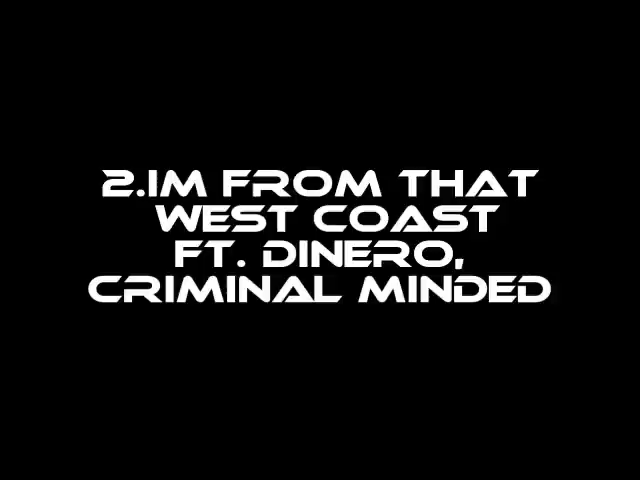 2.IM FROM THAT
WEST COAST
FT. DINERO,
CRIMINAL MINDED